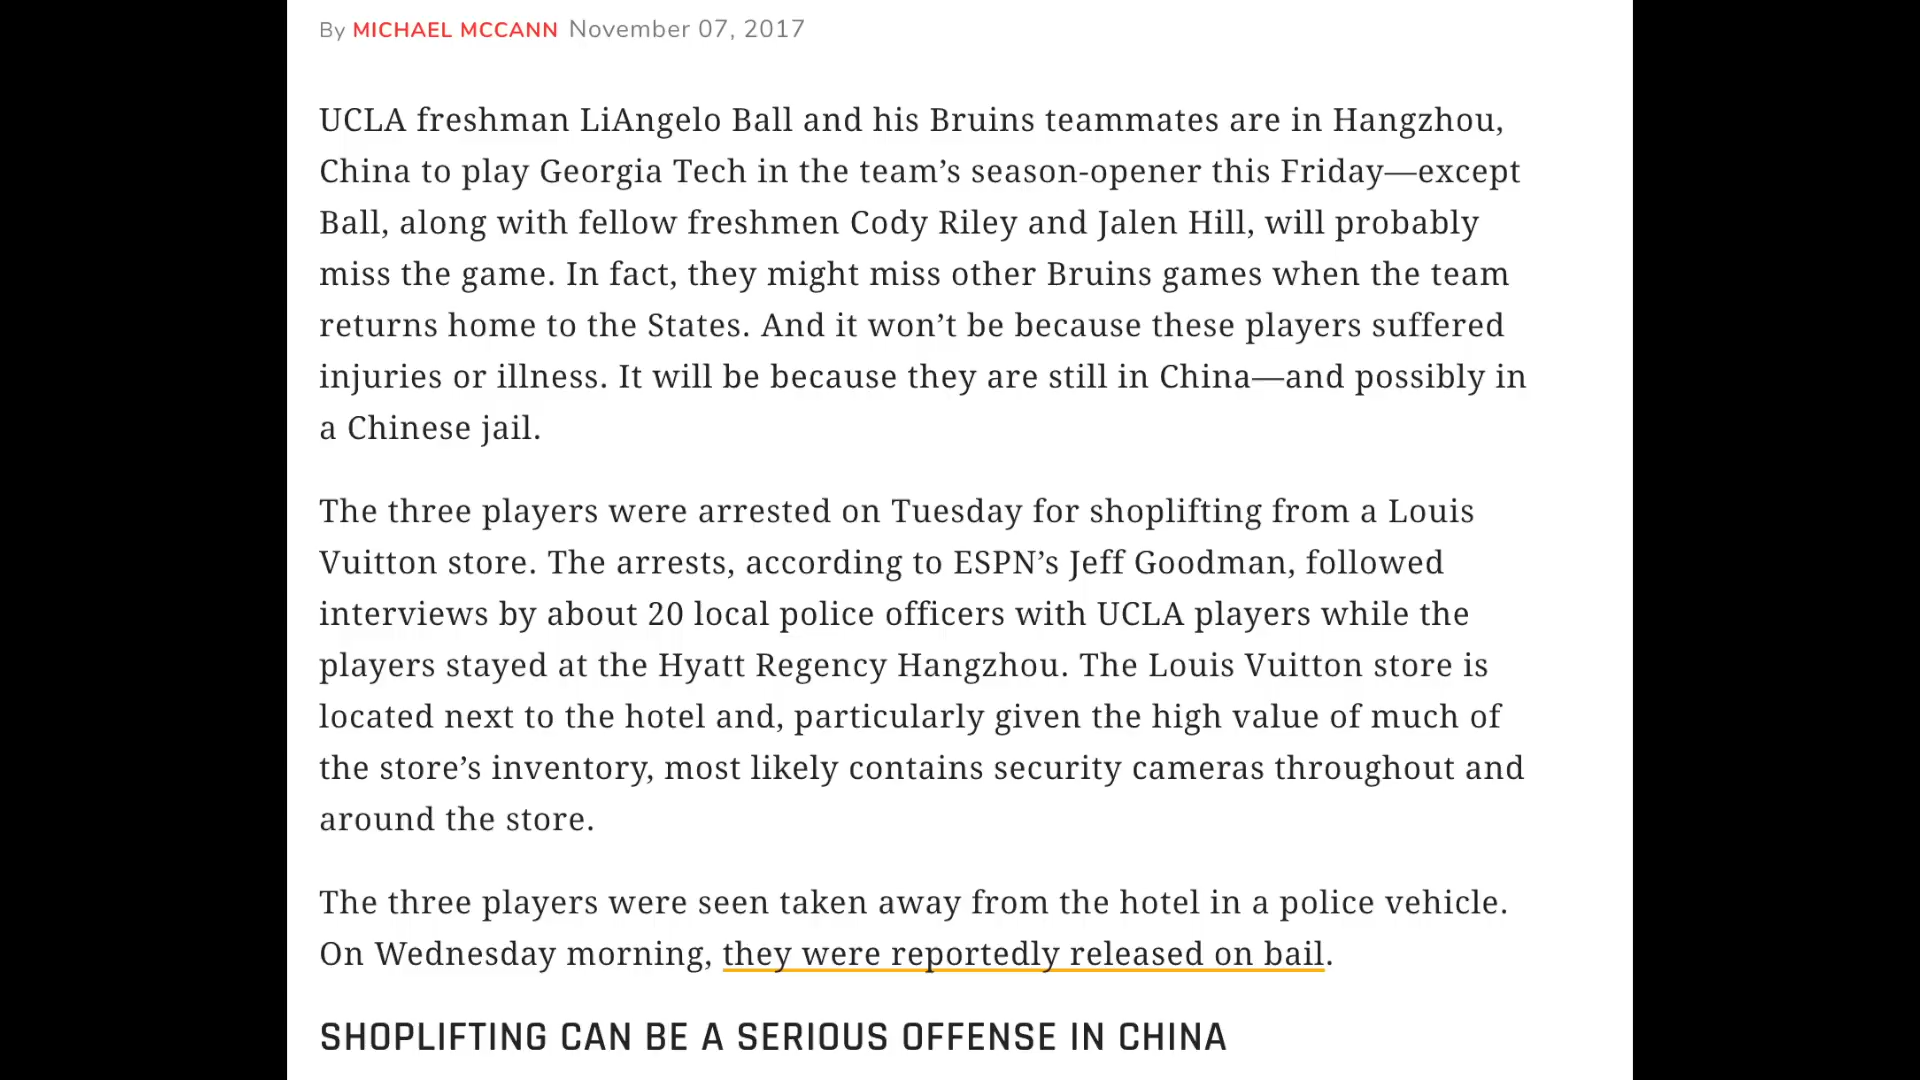 By MICHAEL MCCANN November 07, 2017
UCLA freshman LiAngelo Ball and his Bruins teammates are in Hangzhou,
China to play Georgia Tech in the team’s season-opener this Friday—except
Ball, along with fellow freshmen Cody Riley and Jalen Hill, will probably
miss the game. In fact, they might miss other Bruins games when the team
returns home to the States. And it won’t be because these players suffered
injuries or illness. It will be because they are still in China—and possibly in
a Chinese jail.
The three players were arrested on Tuesday for shoplifting from a Louis
Vuitton store. The arrests, according to ESPN’s Jeff Goodman, followed
interviews by about 20 local police officers with UCLA players while the
players stayed at the Hyatt Regency Hangzhou. The Louis Vuitton store is
located next to the hotel and, particularly given the high value of much of
the store’s inventory, most likely contains security cameras throughout and
around the store.
The three players were seen taken away from the hotel in a police vehicle.
On Wednesday morning, they were reportedly released on bail.
SHOPLIFTING CAN BE A SERIOUS OFFENSE IN CHINA